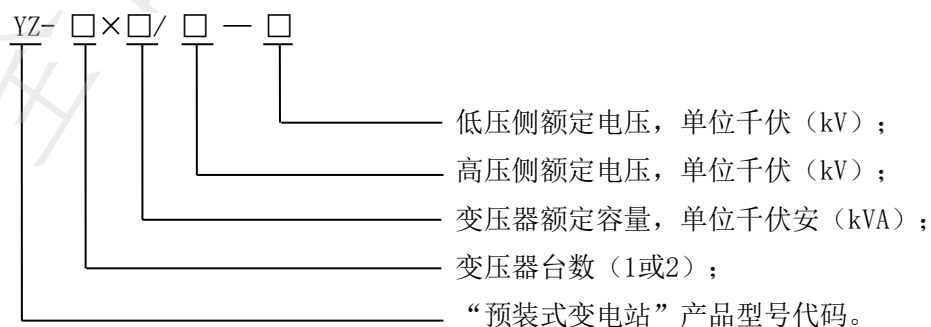 YZ- □×□/ □ — □
低压侧额定电压，单位千伏（kV）；
高压侧额定电压，单位千伏（kV）；
变压器额定容量，单位千伏安（kVA）；
变压器台数（1或2）；
“预装式变电站”产品型号代码。